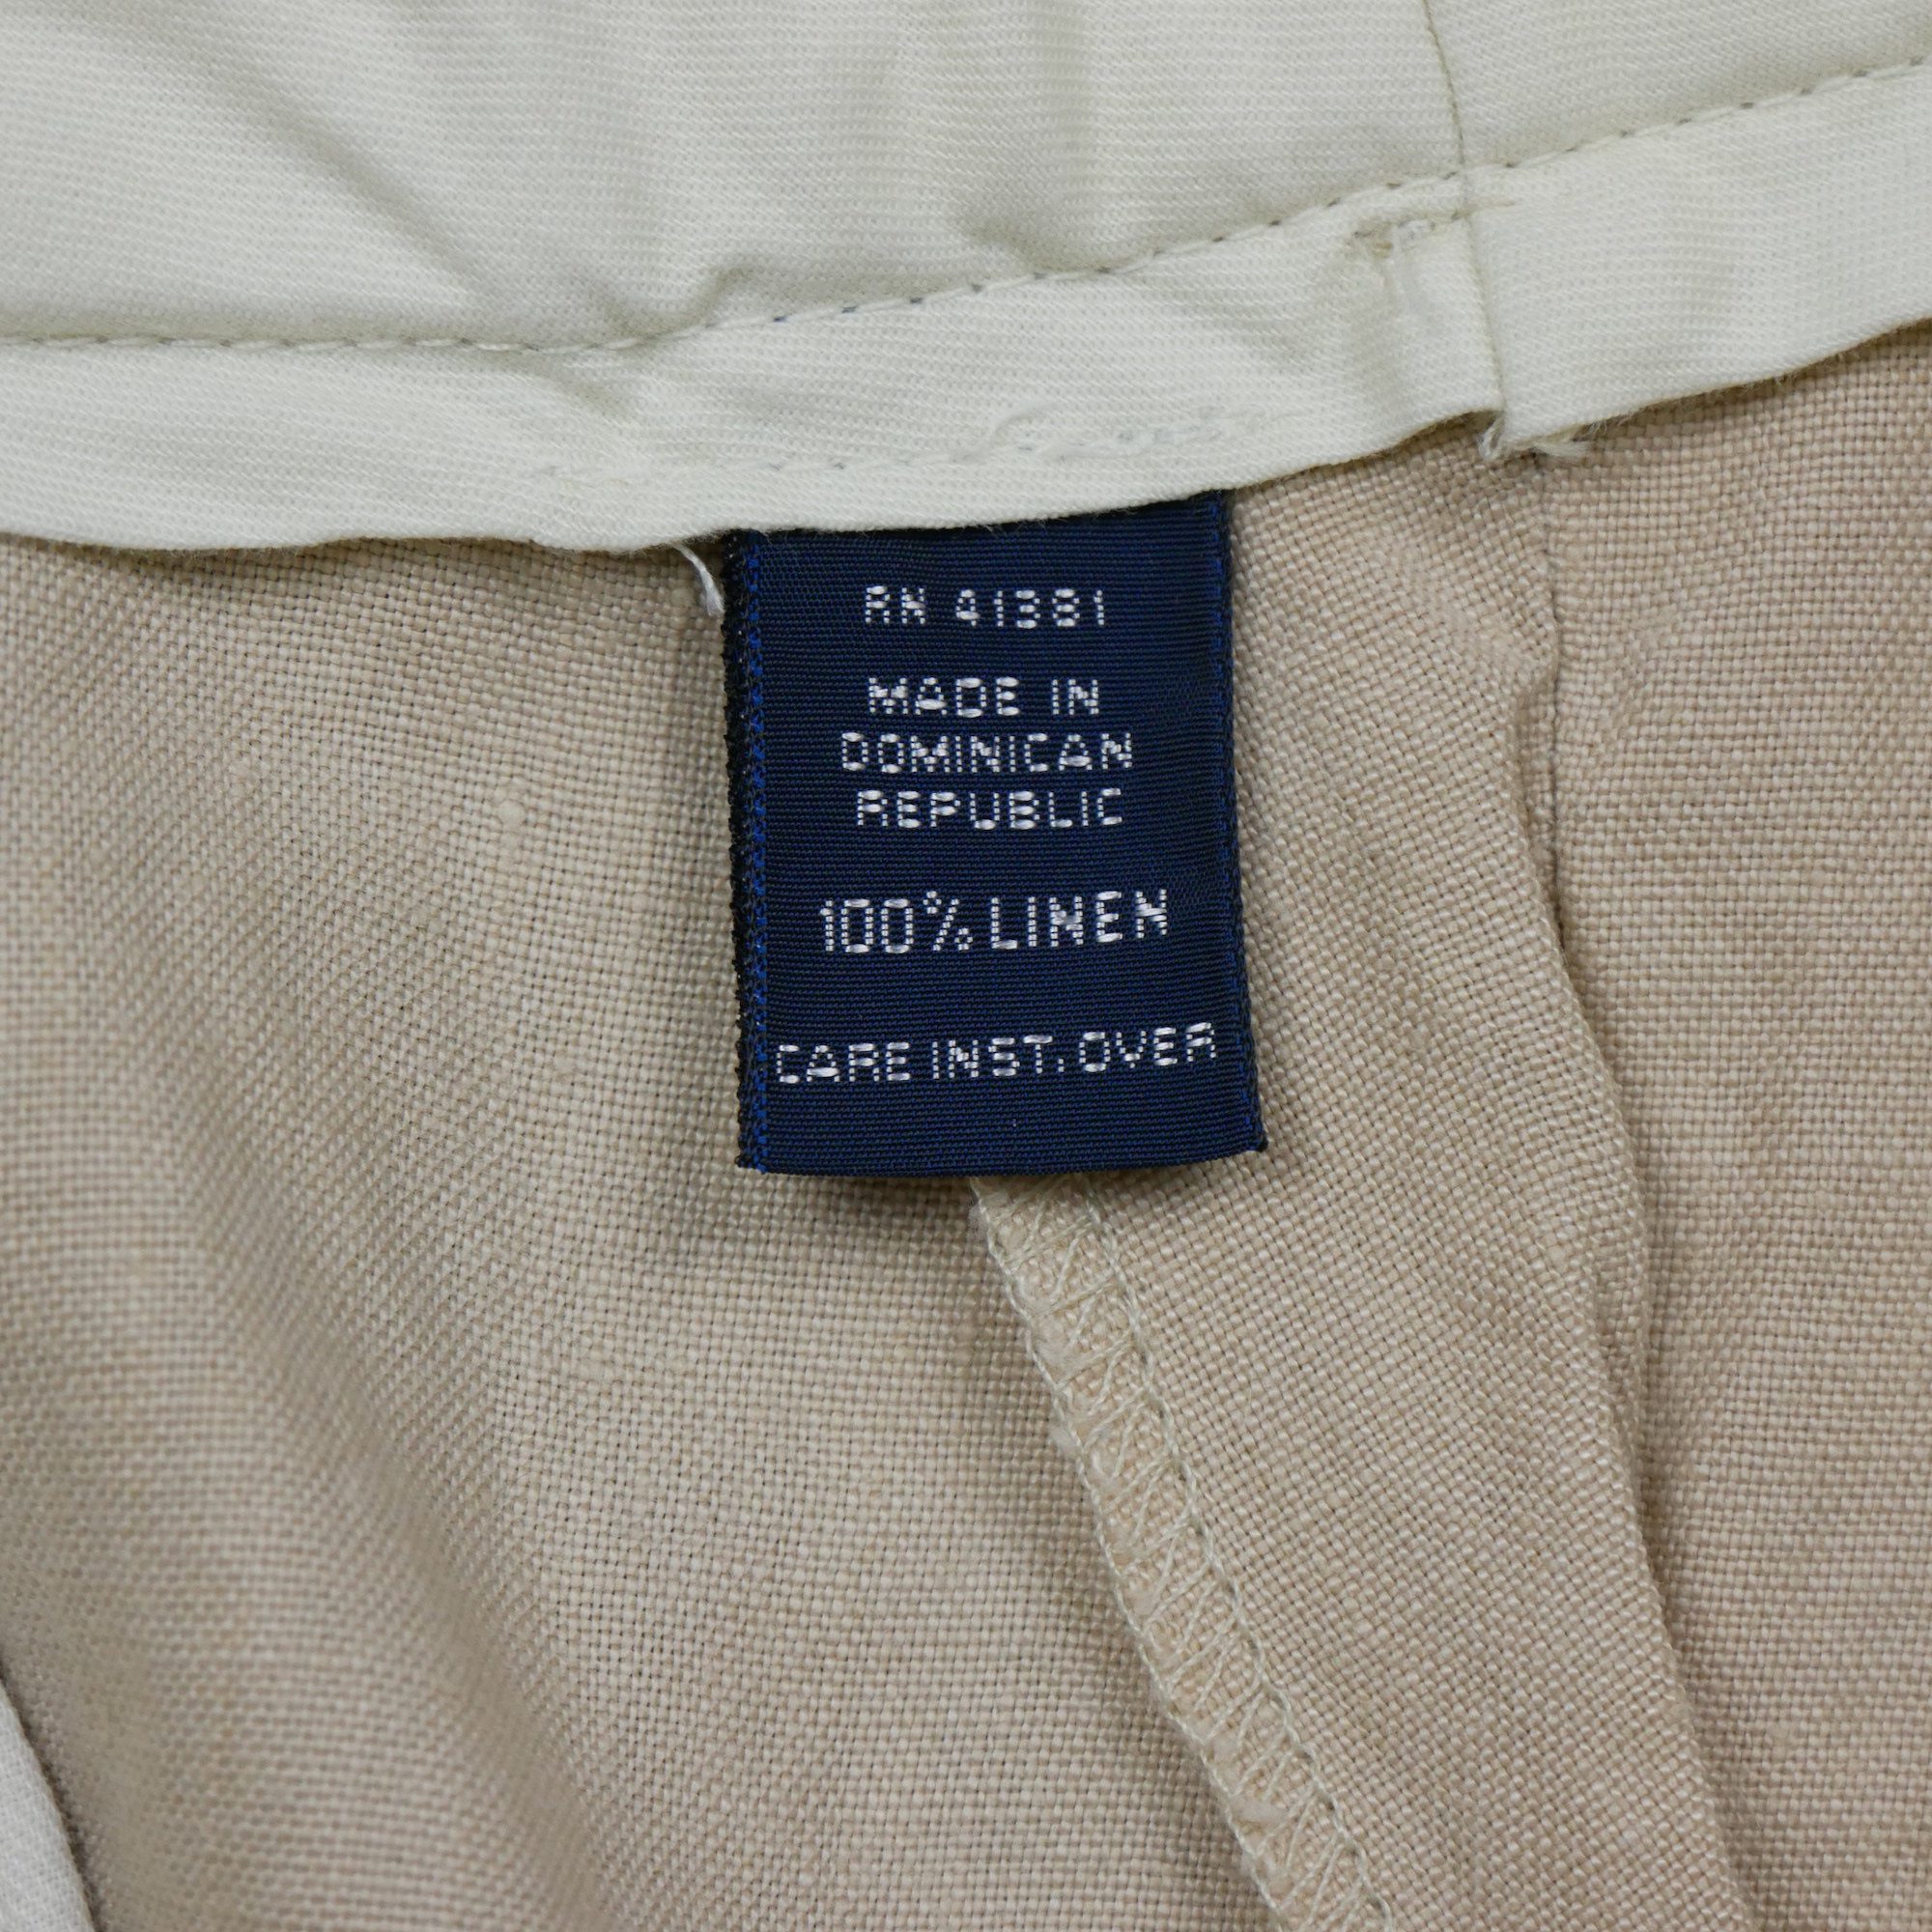 RN 41381
MADE IN
DOMINICAN
REPUBLIC
100% LINEN
CARE INST. OVER